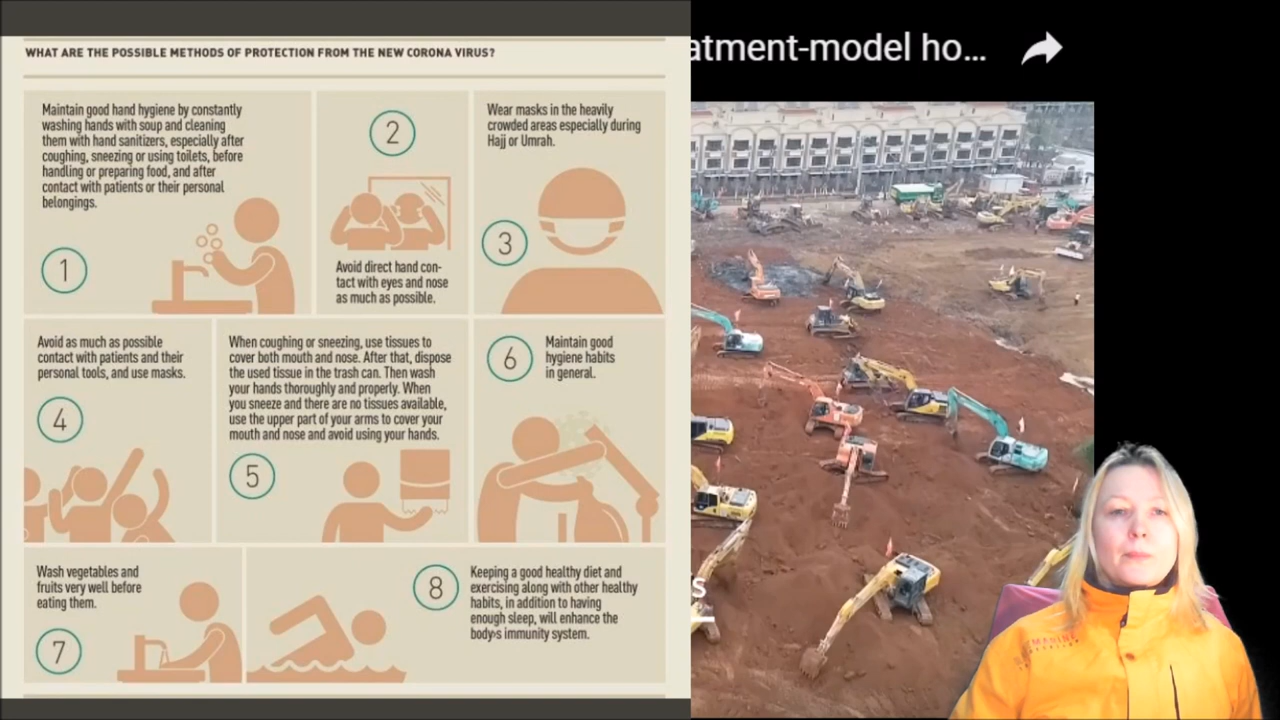 WHAT ARE THE POSSIBLE METHODS OF PROTECTION FROM THE NEW CORONA VIRUS?
Maintain good hand hygiene by constantly
washing hands with soup and cleaning
them with hand sanitizers, especially after
coughing, sneezing or using toilets, before
handling or preparing food, and after
contact with patients or their personal
belongings.
1
2
Avoid direct hand con-
tact with eyes and nose
as much as possible.
Wear masks in the heavily
crowded areas especially during
Hajj or Umrah.
3
Avoid as much as possible
contact with patients and their
personal tools, and use masks.
4
When coughing or sneezing, use tissues to
cover both mouth and nose. After that, dispose
the used tissue in the trash can. Then wash
your hands thoroughly and properly. When
you sneeze and there are no tissues available,
use the upper part of your arms to cover your
mouth and nose and avoid using your hands.
5
6
Maintain good
hygiene habits
in general.
Wash vegetables and
fruits very well before
eating them.
7
8
Keeping a good healthy diet and
exercising along with other healthy
habits, in addition to having
enough sleep, will enhance the
body›s immunity system.
atment-model ho...
s